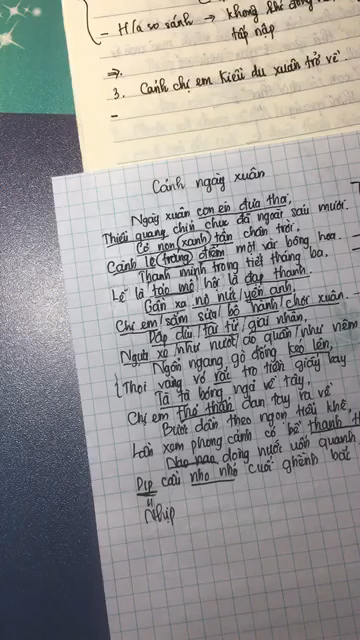 - H/a so sánh → không khí đông
tấp nập
⇒.
3. Cảnh chị em Kiều du xuân trở về.
-
Cảnh ngày xuân
Ngày xuân con én đưa thoi,
Thiều quang chín chục đã ngoài sáu mươi.
Cỏ non (xanh) tận chân trời,
Cành lê (trắng) điểm một vài bông hoa.
Thanh minh trong tiết tháng ba,
Lễ là tảo mộ, hội là đạp thanh.
Gần xa nô nức / yến anh,
Chị em / sắm sửa / bộ hành / chơi xuân.
Dập dìu / tài tử, / giai nhân,
Ngựa xe / như nước / áo quần / như nêm
Ngổn ngang gò đống kéo lên,
Thoi vàng vó rắc tro tiền giấy bay
Tà tà bóng ngả về tây,
Chị em thơ thẩn dan tay ra về
Bước dần theo ngọn tiểu khê,
Lần xem phong cảnh có bề thanh
Nao nao dòng nước uốn quanh
Dịp cầu nho nhỏ cuối ghềnh bắc
Nhịp